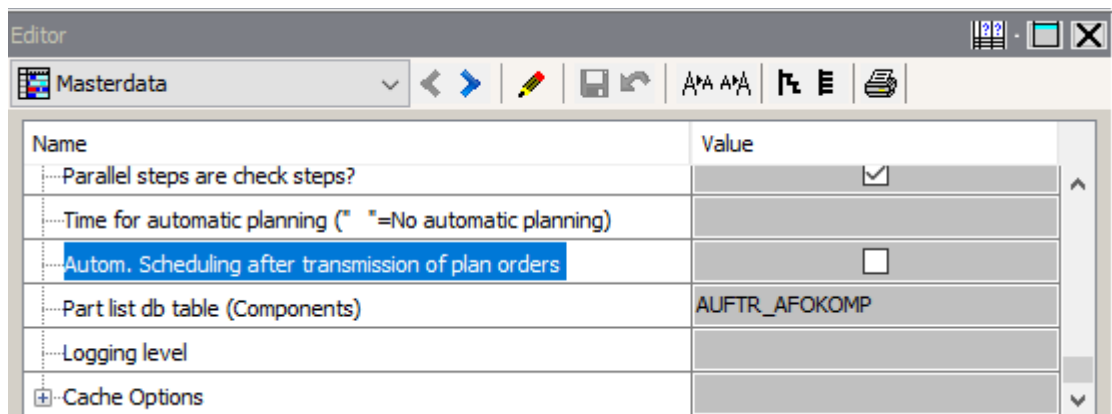 Editor
Masterdata
Name Value
Parallel steps are check steps?
Time for automatic planning (" "=No automatic planning)
Autom. Scheduling after transmission of plan orders
Part list db table (Components) AUFTR_AFOKOMP
Logging level
Cache Options